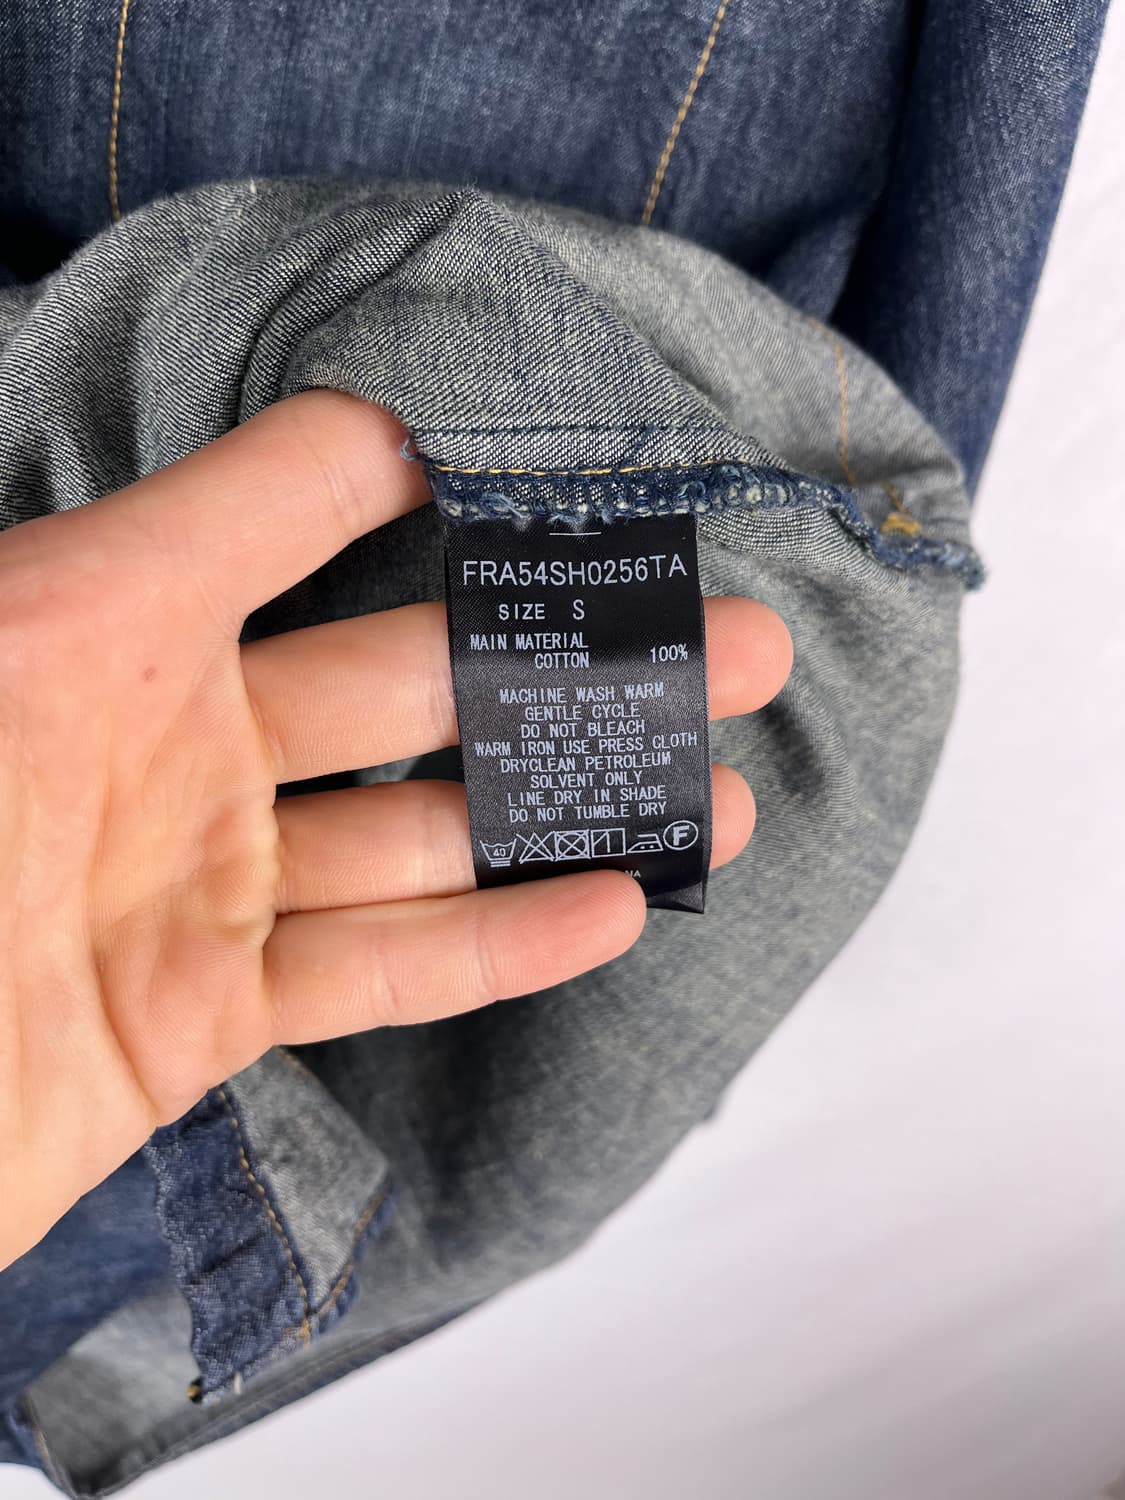 FRA54SH0256TA
SIZE S
MAIN MATERIAL
COTTON 100%
MACHINE WASH WARM
GENTLE CYCLE
DO NOT BLEACH
WARM IRON USE PRESS CLOTH
DRYCLEAN PETROLEUM
SOLVENT ONLY
LINE DRY IN SHADE
DO NOT TUMBLE DRY
40 F